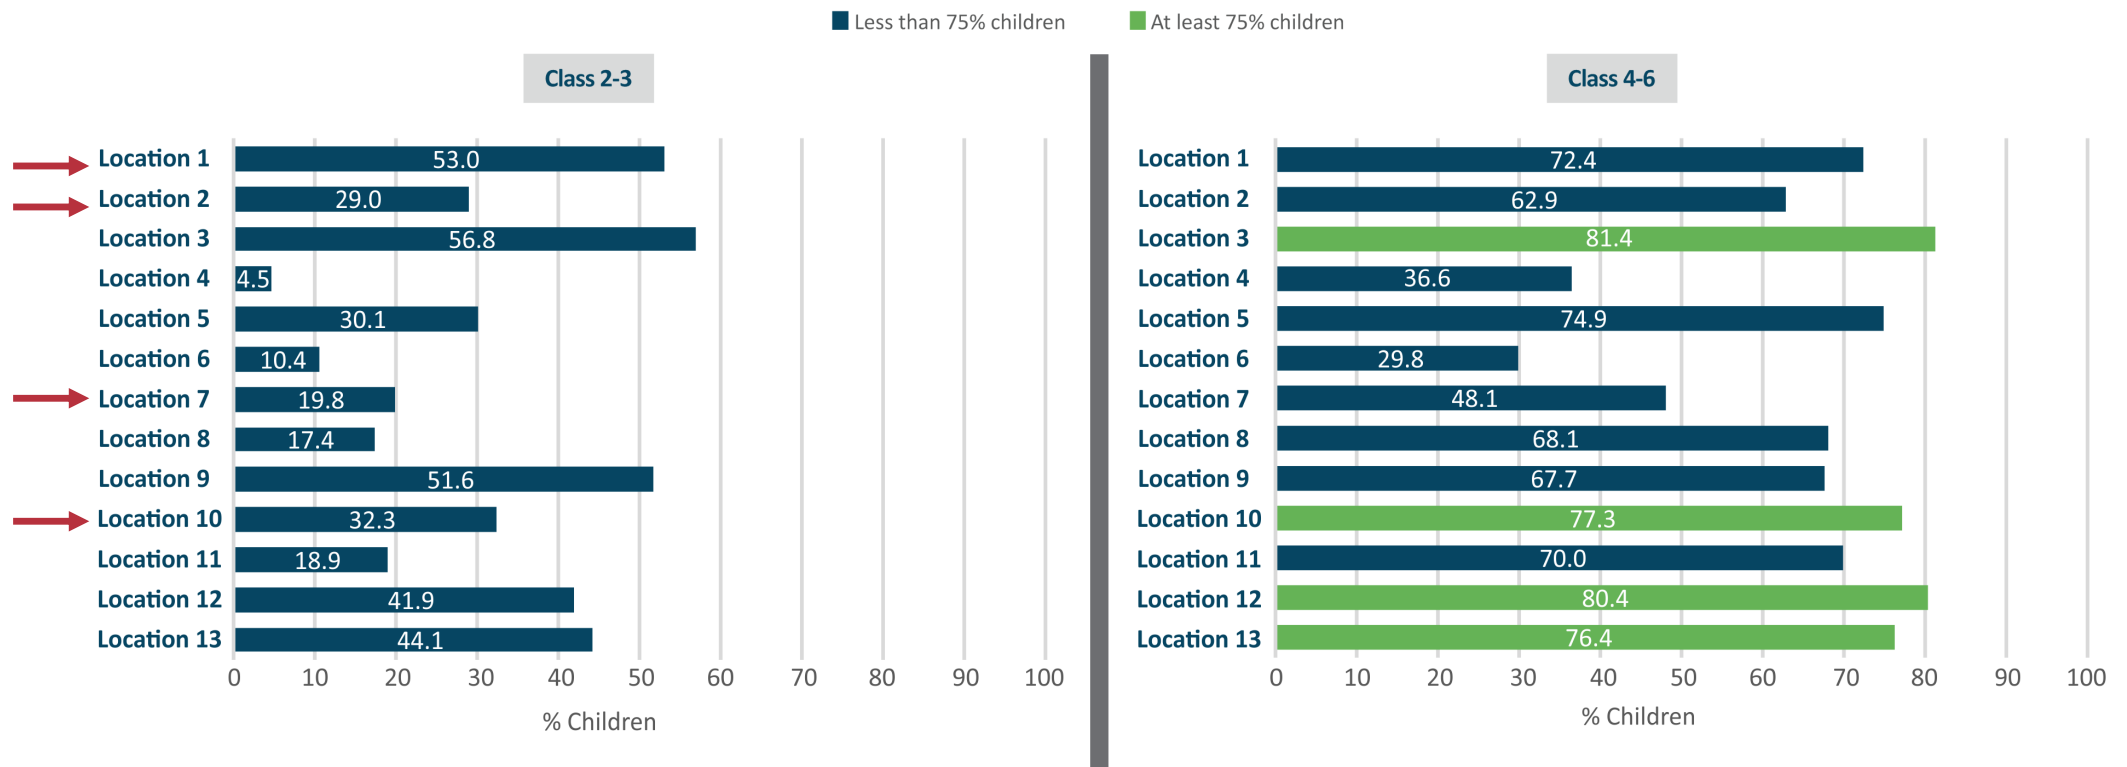 Less than 75% children
At least 75% children
Class 2-3
Location 1 53.0
Location 2 29.0
Location 3 56.8
Location 4 4.5
Location 5 30.1
Location 6 10.4
Location 7 19.8
Location 8 17.4
Location 9 51.6
Location 10 32.3
Location 11 18.9
Location 12 41.9
Location 13 44.1
0 10 20 30 40 50 60 70 80 90 100
% Children
Class 4-6
Location 1 72.4
Location 2 62.9
Location 3 81.4
Location 4 36.6
Location 5 74.9
Location 6 29.8
Location 7 48.1
Location 8 68.1
Location 9 67.7
Location 10 77.3
Location 11 70.0
Location 12 80.4
Location 13 76.4
0 10 20 30 40 50 60 70 80 90 100
% Children